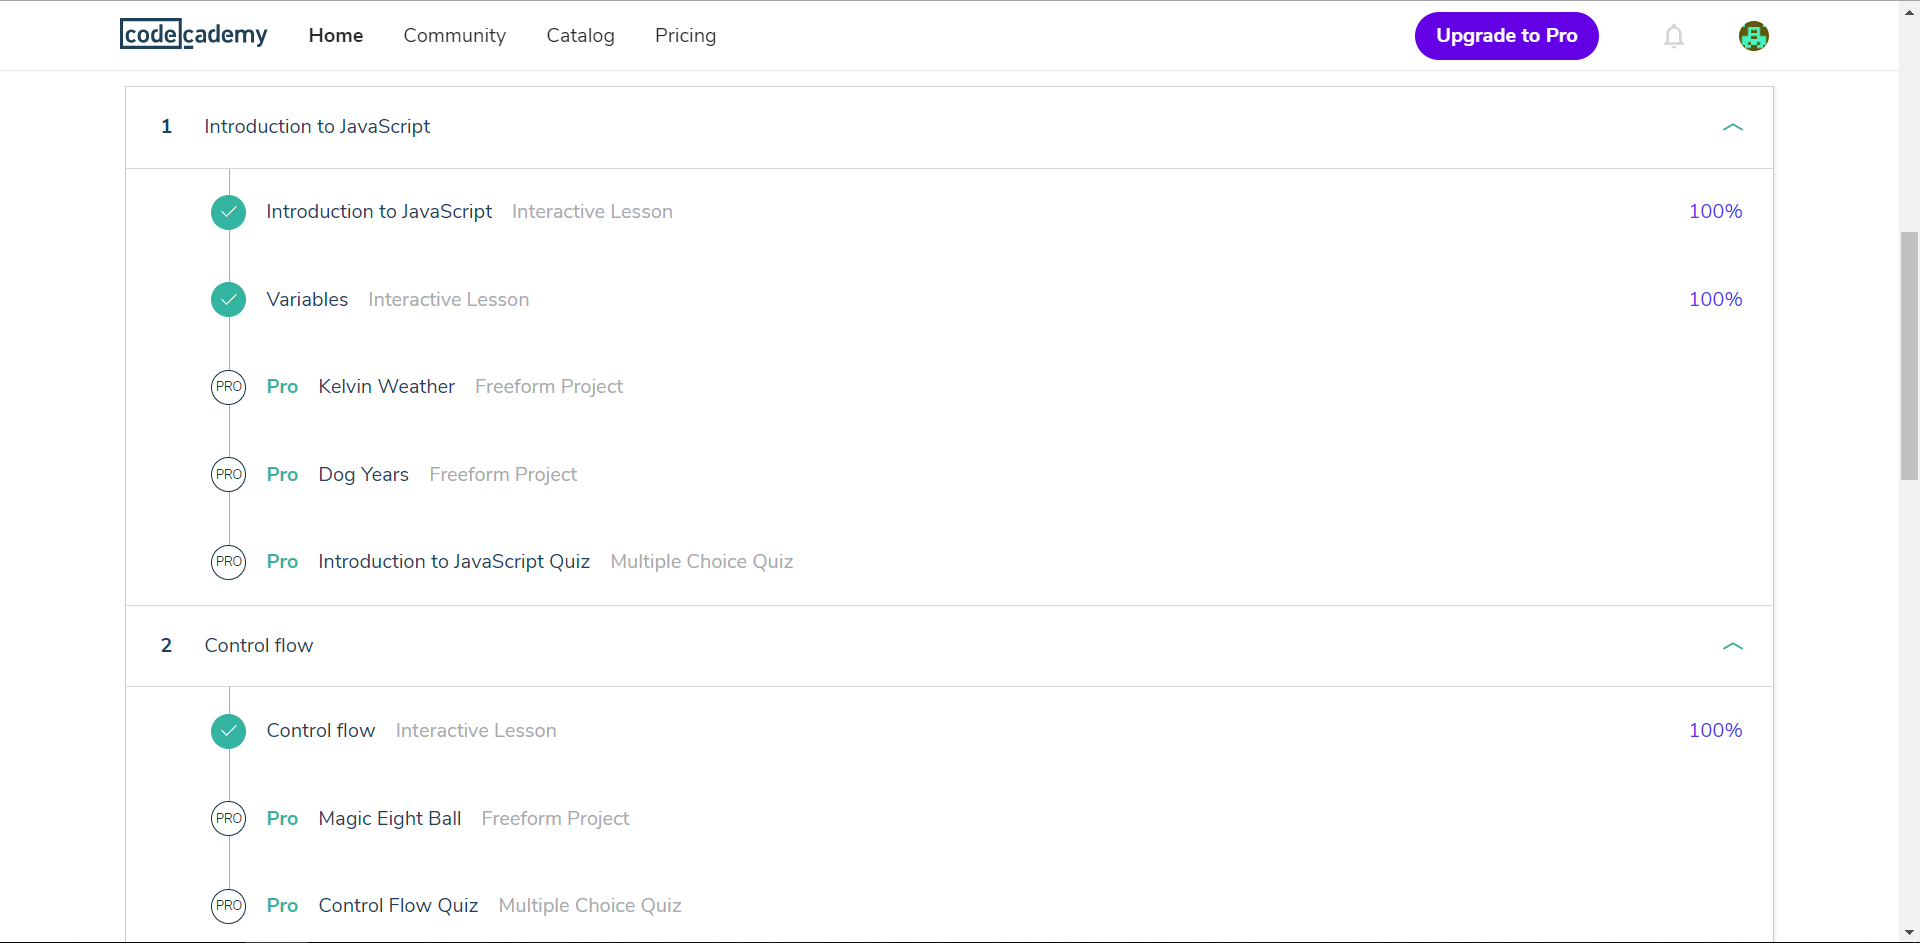 codecademy Home Community Catalog Pricing Upgrade to Pro
1 Introduction to JavaScript
Introduction to JavaScript Interactive Lesson 100%
Variables Interactive Lesson 100%
PRO Pro Kelvin Weather Freeform Project
PRO Pro Dog Years Freeform Project
PRO Pro Introduction to JavaScript Quiz Multiple Choice Quiz
2 Control flow
Control flow Interactive Lesson 100%
PRO Pro Magic Eight Ball Freeform Project
PRO Pro Control Flow Quiz Multiple Choice Quiz